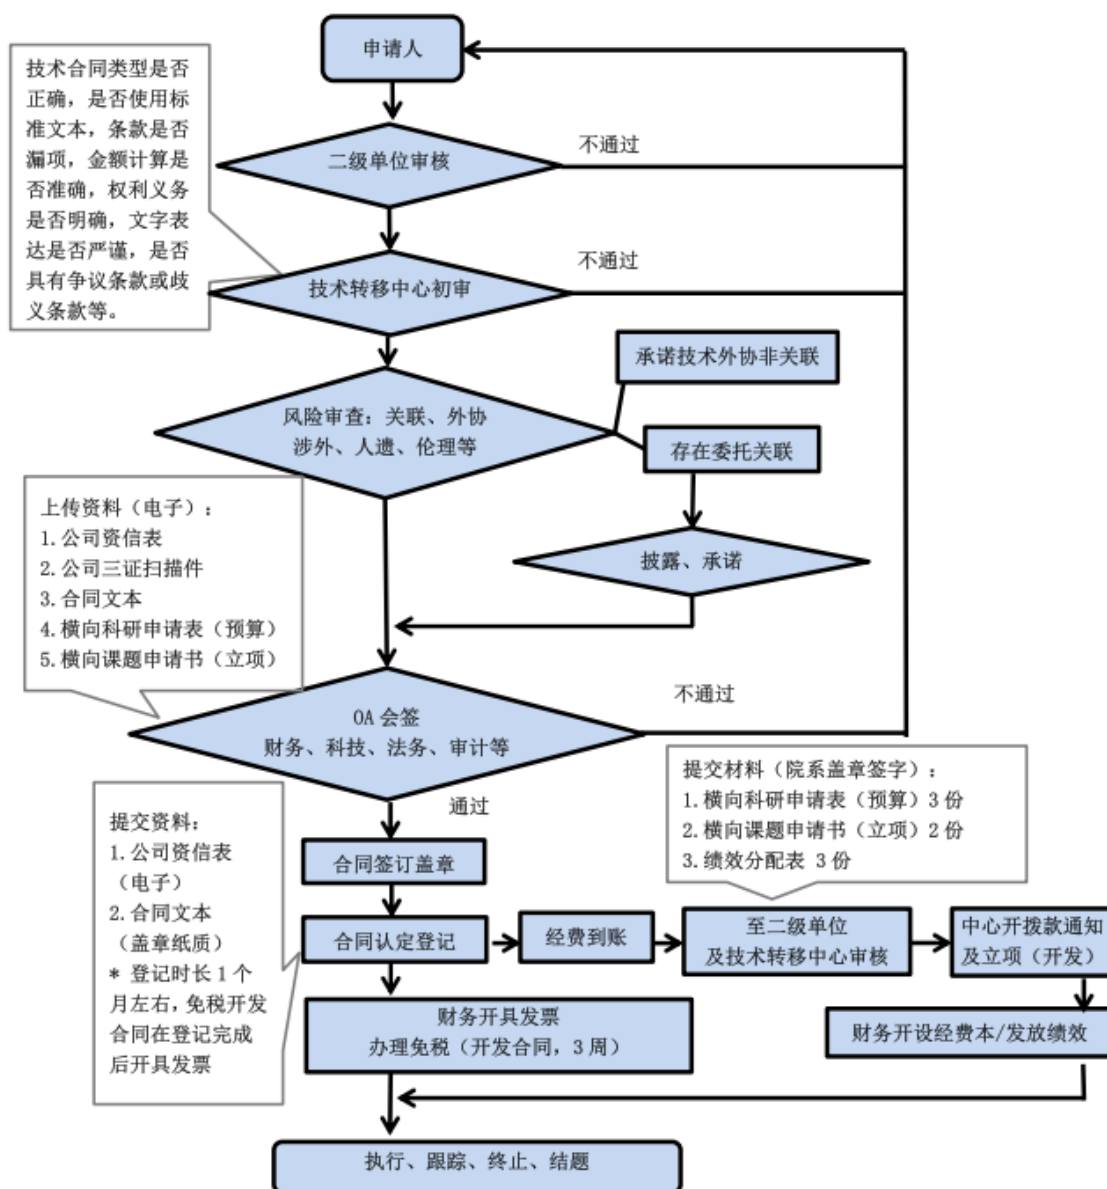 申请人
技术合同类型是否
正确，是否使用标
准文本，条款是否
漏项，金额计算是
否准确，权利义务
是否明确，文字表
达是否严谨，是否
具有争议条款或歧
义条款等。
二级单位审核
不通过
技术转移中心初审
不通过
承诺技术外协非关联
风险审查：关联、外协
涉外、人遗、伦理等
存在委托关联
披露、承诺
上传资料（电子）：
1.公司资信表
2.公司三证扫描件
3.合同文本
4.横向科研申请表（预算）
5.横向课题申请书（立项）
OA 会签
财务、科技、法务、审计等
不通过
通过
提交材料（院系盖章签字）：
1.横向科研申请表（预算）3 份
2.横向课题申请书（立项）2 份
3.绩效分配表 3 份
提交资料：
1.公司资信表
（电子）
2.合同文本
（盖章纸质）
* 登记时长 1 个
月左右，免税开发
合同在登记完成
后开具发票
合同签订盖章
合同认定登记
经费到账
至二级单位
及技术转移中心审核
中心开拨款通知
及立项（开发）
财务开具发票
办理免税（开发合同，3 周）
财务开设经费本/发放绩效
执行、跟踪、终止、结题